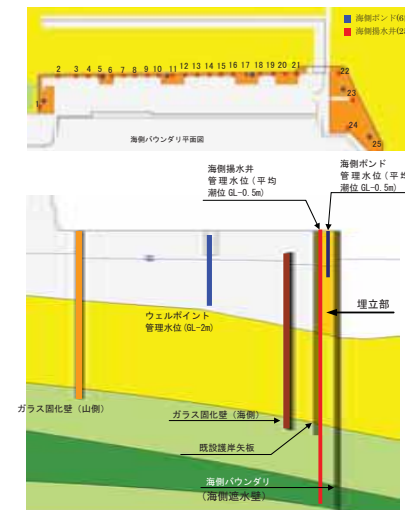 海側ポンド(6
海側揚水井(25
1
2 3 4 5 6 7 8 9 10 11 12 13 14 15 16 17 18 19 20 21 22
23
24
25
海側バウンダリ平面図
海側揚水井
管理水位(平均
潮位 GL-0.5m)
海側ポンド
管理水位(平均
潮位 GL-0.5m)
埋立部
ウェルポイント
管理水位(GL-2m)
ガラス固化壁(山側)
ガラス固化壁(海側)
既設護岸矢板
海側バウンダリ
(海側遮水壁)